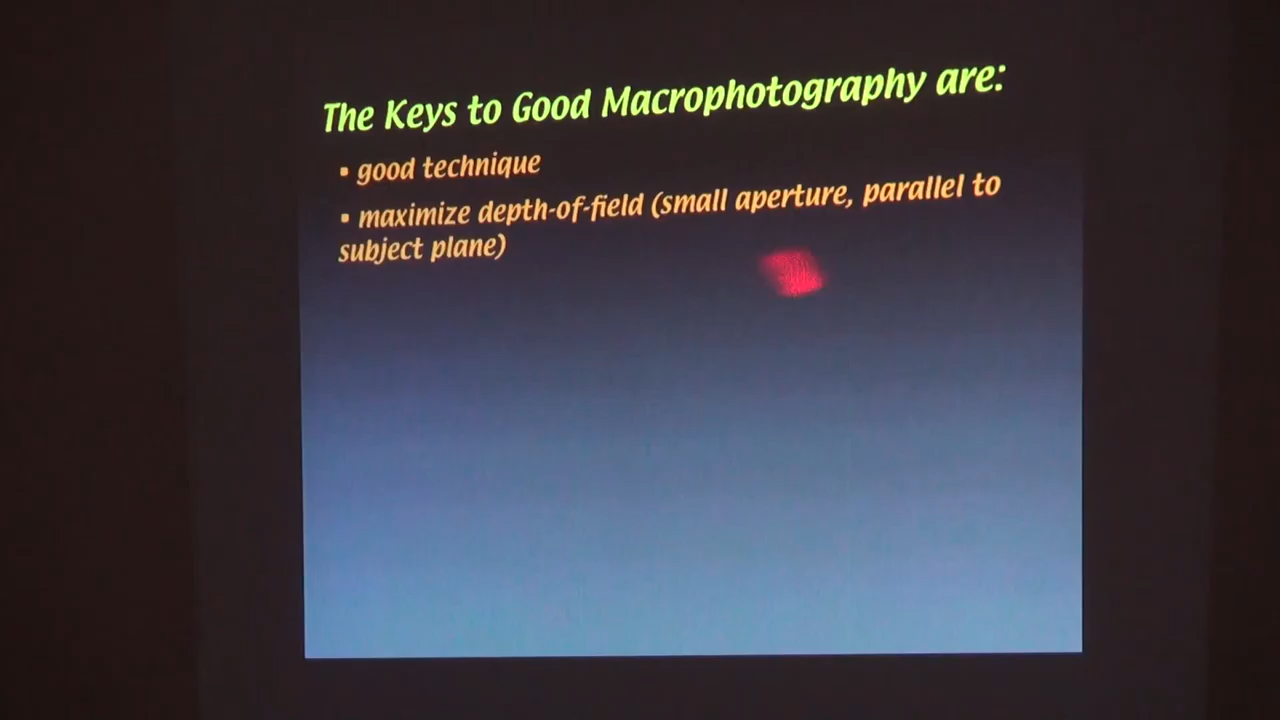 The Keys to Good Macrophotography are:
▪ good technique
▪ maximize depth-of-field (small aperture, parallel to
subject plane)